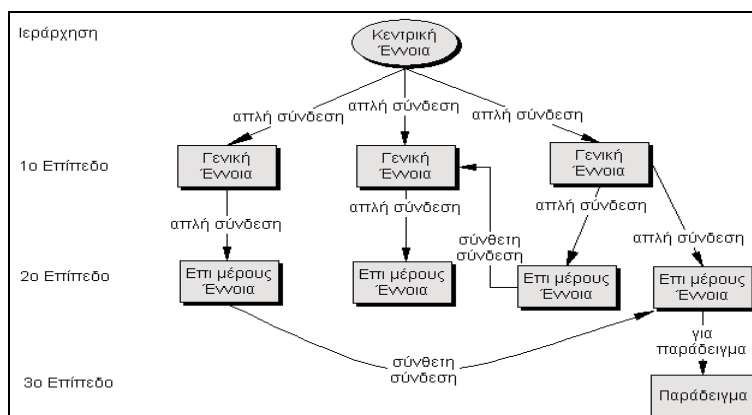 Ιεράρχηση
Κεντρική
Έννοια
απλή σύνδεση
απλή σύνδεση
απλή σύνδεση
1ο Επίπεδο
Γενική
Έννοια
Γενική
Έννοια
Γενική
Έννοια
απλή σύνδεση
απλή σύνδεση
σύνθετη
σύνδεση
απλή σύνδεση
απλή σύνδεση
2ο Επίπεδο
Επι μέρους
Έννοια
Επι μέρους
Έννοια
Επι μέρους
Έννοια
Επι μέρους
Έννοια
σύνθετη
σύνδεση
για
παράδειγμα
3ο Επίπεδο
Παράδειγμα